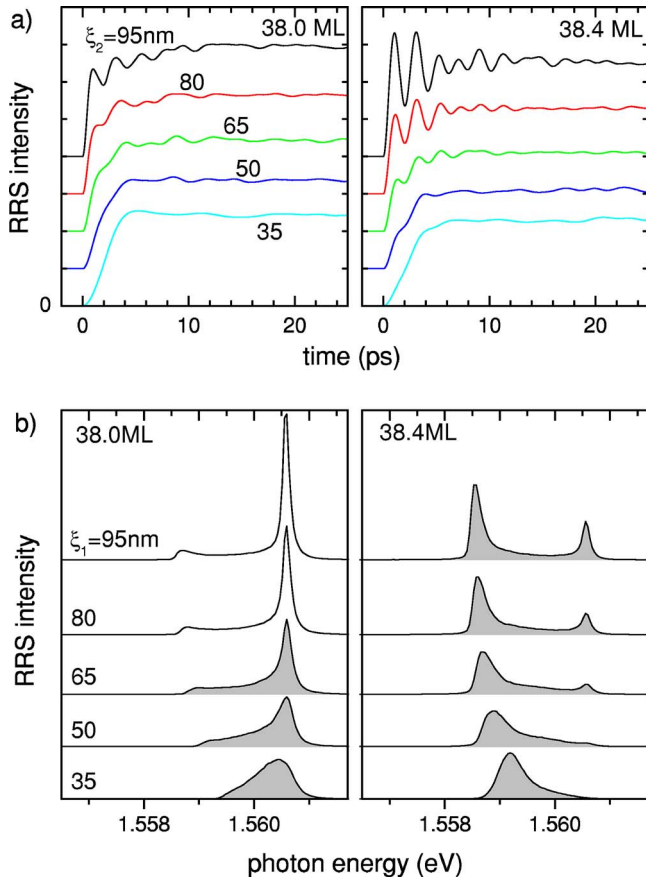 a)
ξ₂=95nm
38.0 ML
38.4 ML
80
65
50
35
RRS intensity
0
0 10 20
0 10 20
time (ps)
b)
38.0ML
38.4ML
ξ₁=95nm
80
65
50
35
RRS intensity
1.558 1.560
1.558 1.560
photon energy (eV)